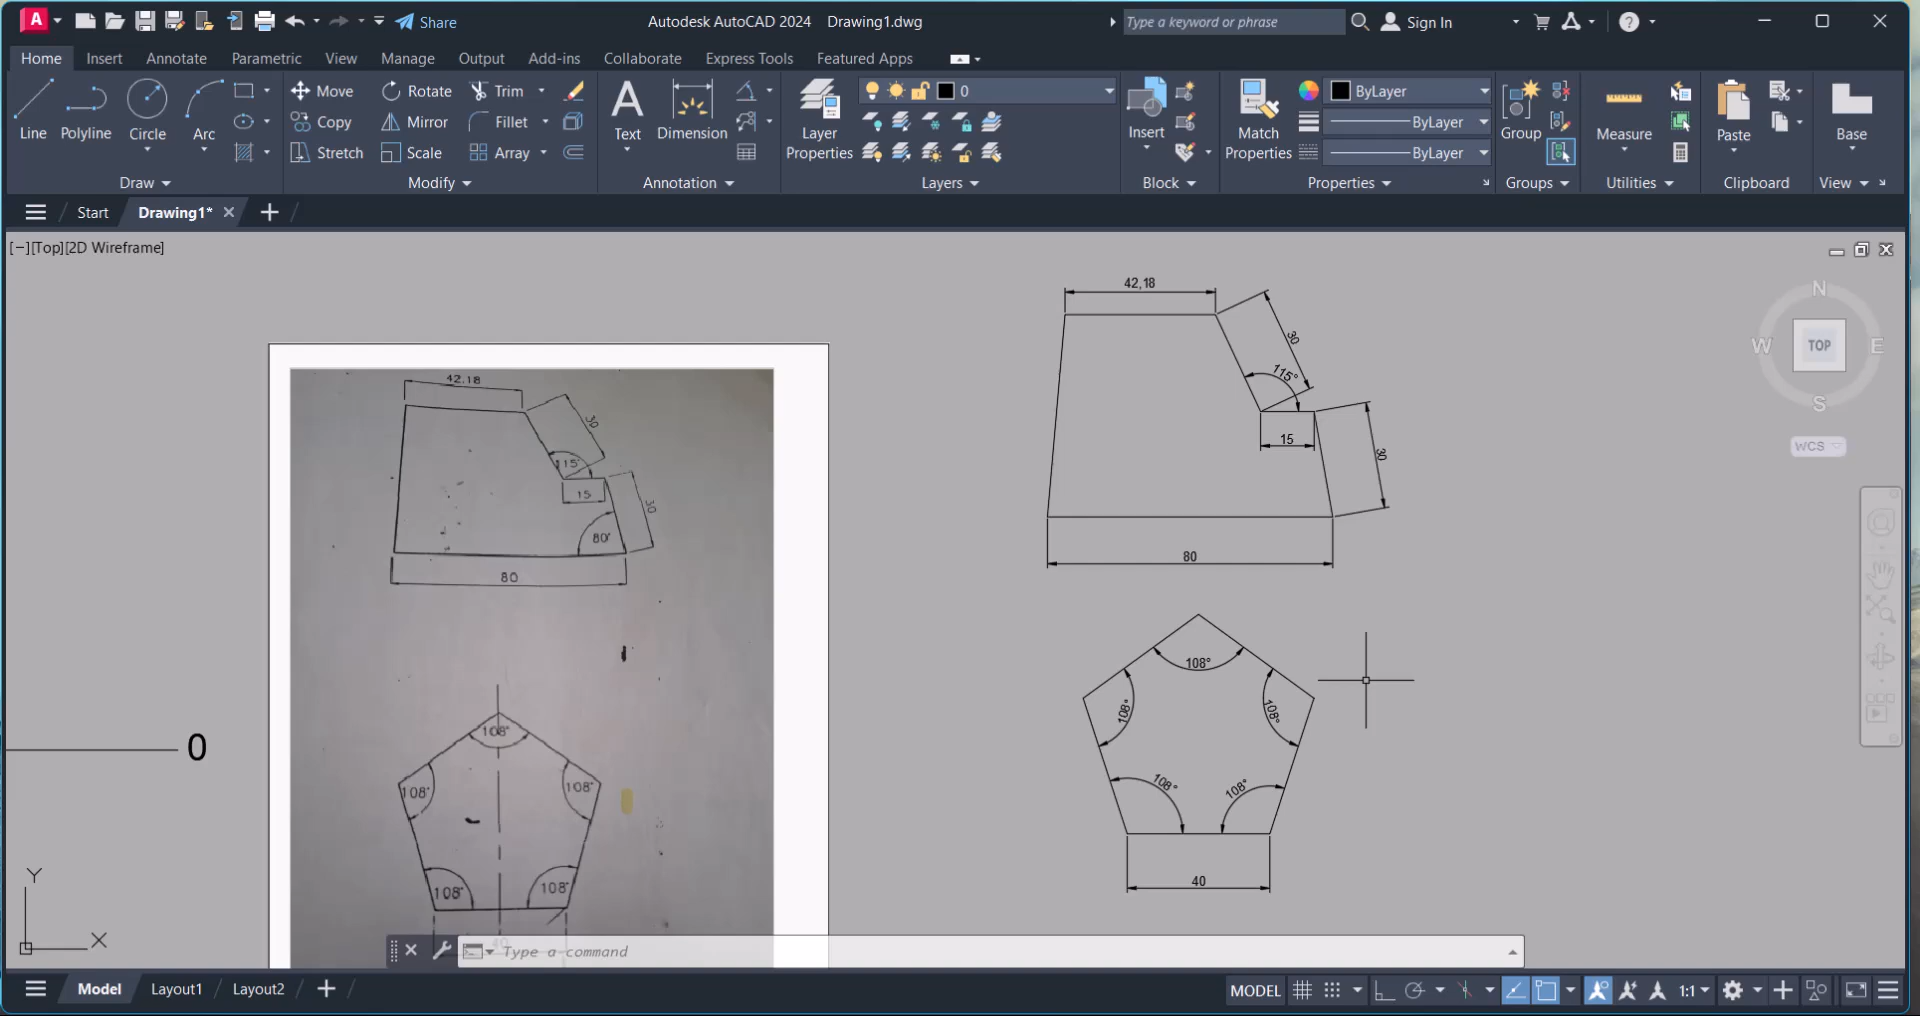 A
Share
Autodesk AutoCAD 2024 Drawing1.dwg
Type a keyword or phrase
Sign In
Home Insert Annotate Parametric View Manage Output Add-ins Collaborate Express Tools Featured Apps
Line Polyline Circle Arc
Draw
Move Rotate Trim
Copy Mirror Fillet
Stretch Scale Array
Modify
Text Dimension
Annotation
Layer Properties
0
Layers
Insert
Block
Match Properties
ByLayer
ByLayer
ByLayer
Properties
Group
Groups
Measure
Utilities
Paste
Clipboard
Base
View
Start Drawing1*
[−][Top][2D Wireframe]
N
W TOP E
S
WCS
42.18
30
115°
15
30
80°
80
108°
108°
108°
108°
108°
40
42,18
30
115°
15
30
80
108°
108°
108°
108°
108°
40
0
Y
X
Type a command
Model Layout1 Layout2
MODEL
1:1